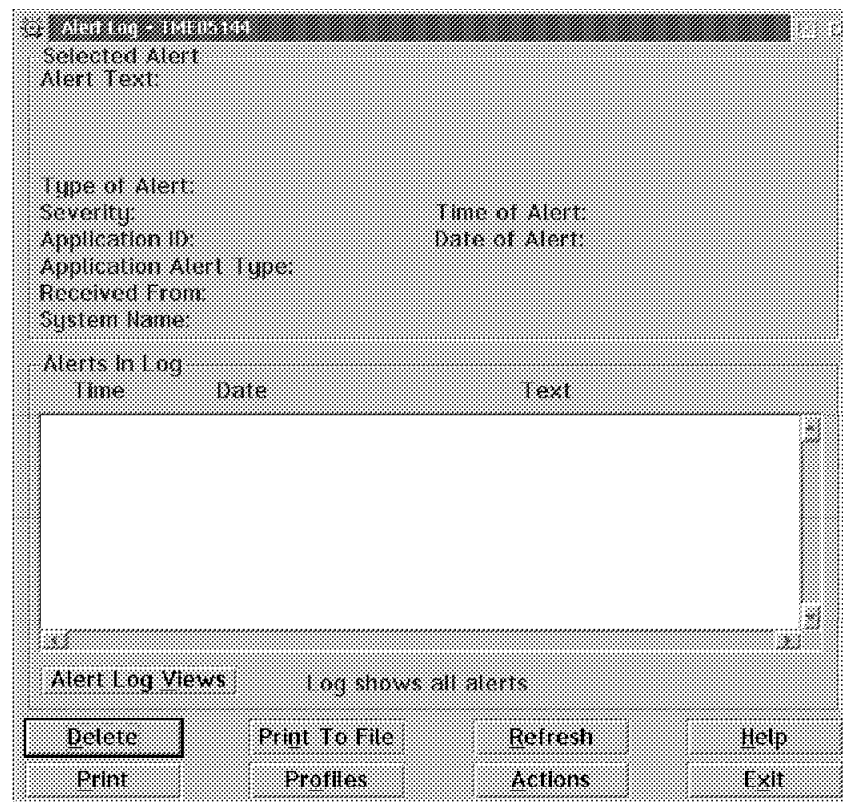 Alert Log - TME05144
Selected Alert
Alert Text:
Type of Alert:
Severity: Time of Alert:
Application ID: Date of Alert:
Application Alert Type:
Received From:
System Name:
Alerts In Log
Time Date Text
Alert Log Views Log shows all alerts
Delete Print To File Refresh Help
Print Profiles Actions Exit